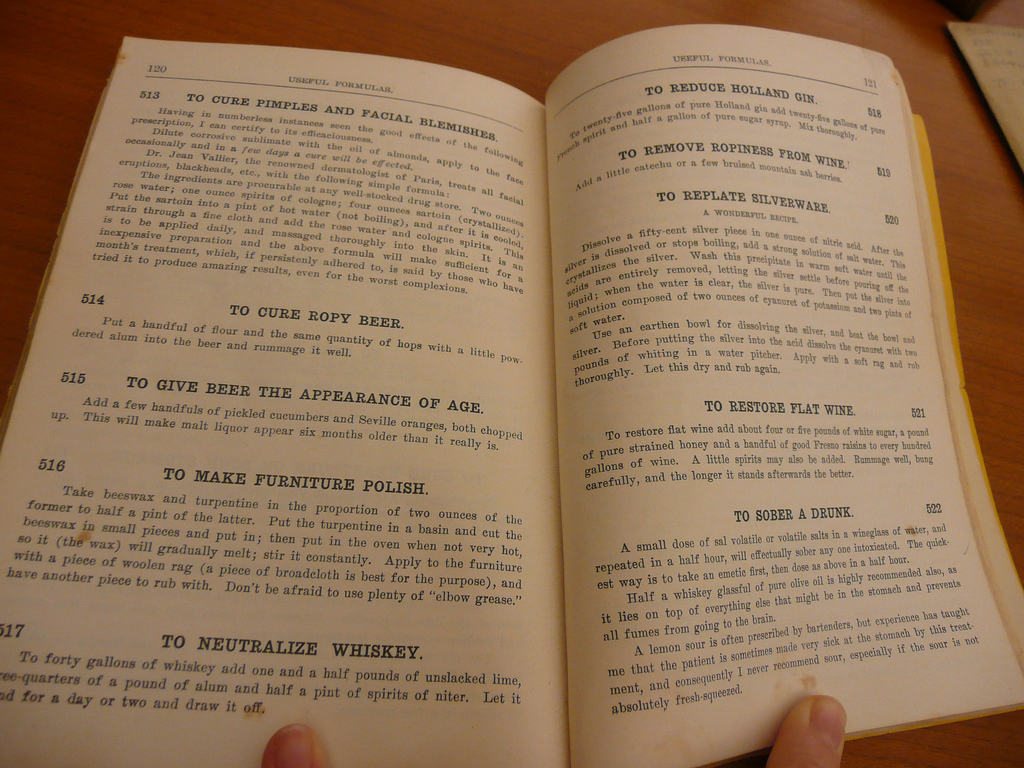 120
USEFUL FORMULAS.
513 TO CURE PIMPLES AND FACIAL BLEMISHES.
Having in numberless instances seen the good effects of the following
prescription, I can certify to its efficaciousness.
Dilute corrosive sublimate with the oil of almonds, apply to the face
occasionally and in a few days a cure will be effected.
Dr. Jean Vallier, the renowned dermatologist of Paris, treats all facial
eruptions, blackheads, etc., with the following simple formula:
The ingredients are procurable at any well-stocked drug store. Two ounces
rose water; one ounce spirits of cologne; four ounces sartoin (crystallized).
Put the sartoin into a pint of hot water (not boiling), and after it is cooled,
strain through a fine cloth and add the rose water and cologne spirits. This
is to be applied daily, and massaged thoroughly into the skin. It is an
inexpensive preparation and the above formula will make sufficient for a
month's treatment, which, if persistenly adhered to, is said by those who have
tried it to produce amazing results, even for the worst complexions.
514 TO CURE ROPY BEER.
Put a handful of flour and the same quantity of hops with a little pow-
dered alum into the beer and rummage it well.
515 TO GIVE BEER THE APPEARANCE OF AGE.
Add a few handfuls of pickled cucumbers and Seville oranges, both chopped
up. This will make malt liquor appear six months older than it really is.
516 TO MAKE FURNITURE POLISH.
Take beeswax and turpentine in the proportion of two ounces of the
former to half a pint of the latter. Put the turpentine in a basin and cut the
beeswax in small pieces and put in; then put in the oven when not very hot,
so it (the wax) will gradually melt; stir it constantly. Apply to the furniture
with a piece of woolen rag (a piece of broadcloth is best for the purpose), and
have another piece to rub with. Don't be afraid to use plenty of "elbow grease."
517 TO NEUTRALIZE WHISKEY.
To forty gallons of whiskey add one and a half pounds of unslacked lime,
ee-quarters of a pound of alum and half a pint of spirits of niter. Let it
nd for a day or two and draw it off.
USEFUL FORMULAS.
121
TO REDUCE HOLLAND GIN. 518
To twenty-five gallons of pure Holland gin add twenty-five gallons of pure
French spirit and half a gallon of pure sugar syrup. Mix thoroughly.
TO REMOVE ROPINESS FROM WINE. 519
Add a little catechu or a few bruised mountain ash berries.
TO REPLATE SILVERWARE. 520
A WONDERFUL RECIPE.
Dissolve a fifty-cent silver piece in one ounce of nitric acid. After the
silver is dissolved or stops boiling, add a strong solution of salt water. This
crystallizes the silver. Wash this precipitate in warm soft water until the
acids are entirely removed, letting the silver settle before pouring off the
liquid; when the water is clear, the silver is pure. Then put the silver into
a solution composed of two ounces of cyanuret of potassium and two pints of
soft water.
Use an earthen bowl for dissolving the silver, and heat the bowl and
silver. Before putting the silver into the acid dissolve the cyanuret with two
pounds of whiting in a water pitcher. Apply with a soft rag and rub
thoroughly. Let this dry and rub again.
TO RESTORE FLAT WINE. 521
To restore flat wine add about four or five pounds of white sugar, a pound
of pure strained honey and a handful of good Fresno raisins to every hundred
gallons of wine. A little spirits may also be added. Rummage well, bung
carefully, and the longer it stands afterwards the better.
TO SOBER A DRUNK. 522
A small dose of sal volatile or volatile salts in a wineglass of water, and
repeated in a half hour, will effectually sober any one intoxicated. The quick-
est way is to take an emetic first, then dose as above in a half hour.
Half a whiskey glassful of pure olive oil is highly recommended also, as
it lies on top of everything else that might be in the stomach and prevents
all fumes from going to the brain.
A lemon sour is often prescribed by bartenders, but experience has taught
me that the patient is sometimes made very sick at the stomach by this treat-
ment, and consequently I never recommend sour, especially if the sour is not
absolutely fresh-squeezed.